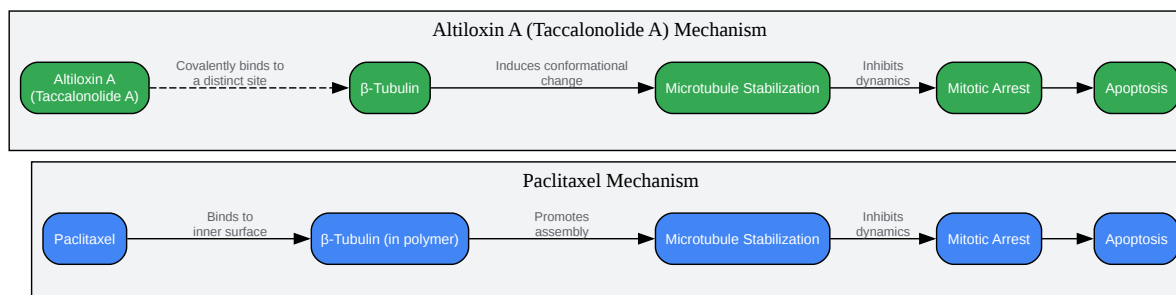 Altiloxin A (Taccalonolide A) Mechanism
Altiloxin A
(Taccalonolide A)
Covalently binds to
a distinct site
β-Tubulin
Induces conformational
change
Microtubule Stabilization
Inhibits
dynamics
Mitotic Arrest
Apoptosis
Paclitaxel Mechanism
Paclitaxel
Binds to
inner surface
β-Tubulin (in polymer)
Promotes
assembly
Microtubule Stabilization
Inhibits
dynamics
Mitotic Arrest
Apoptosis